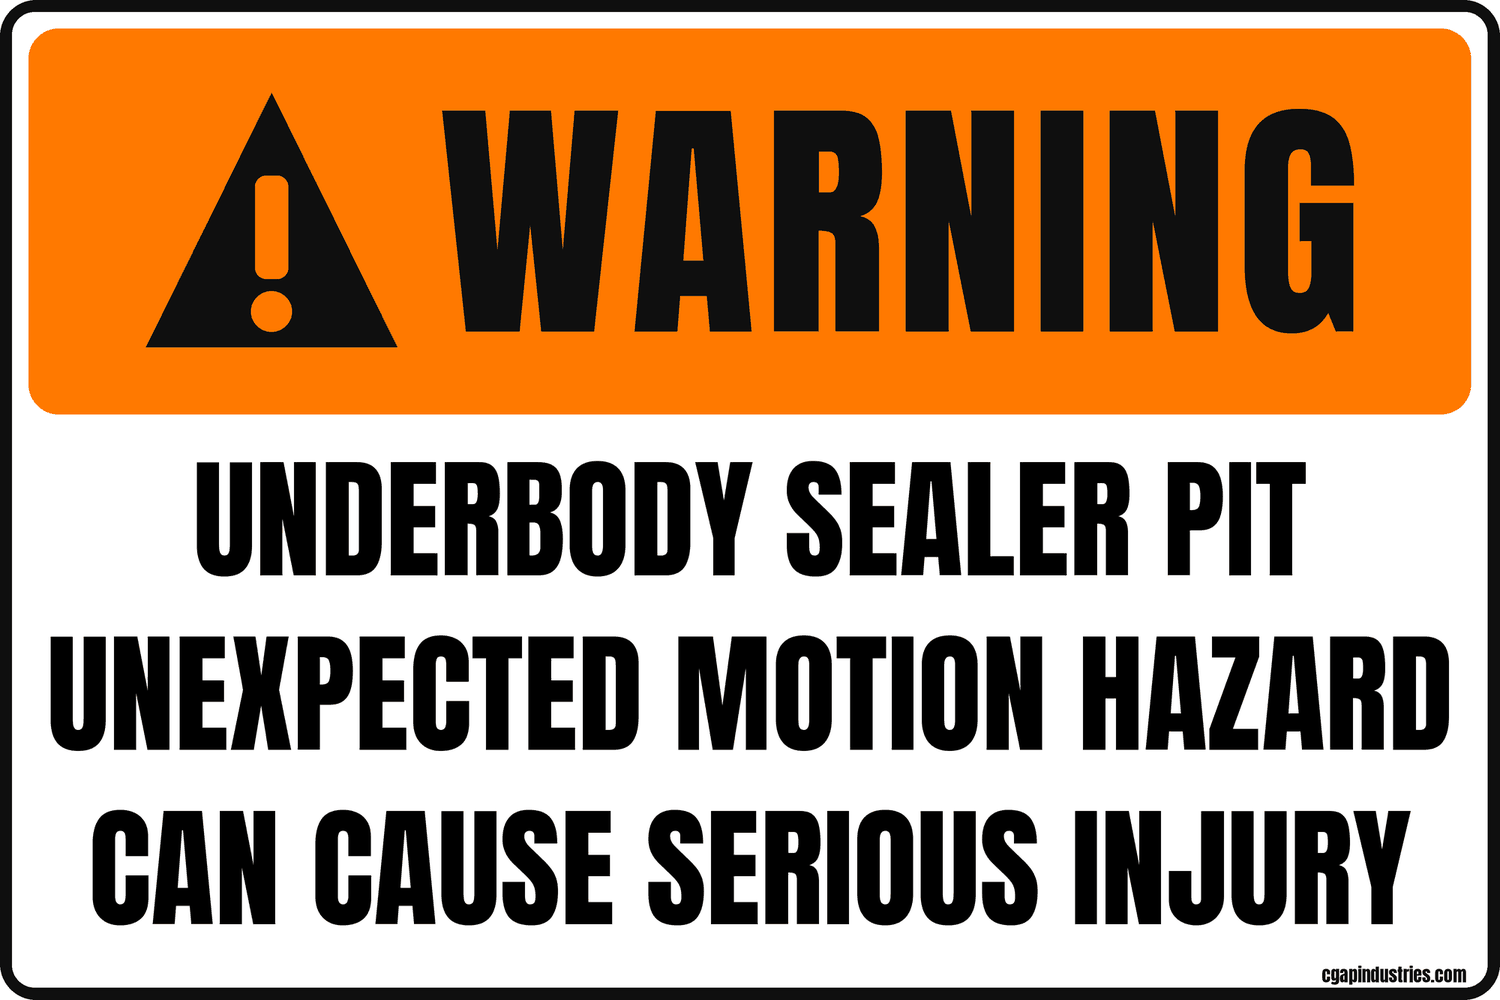 WARNING
UNDERBODY SEALER PIT
UNEXPECTED MOTION HAZARD
CAN CAUSE SERIOUS INJURY
cgapindustries.com